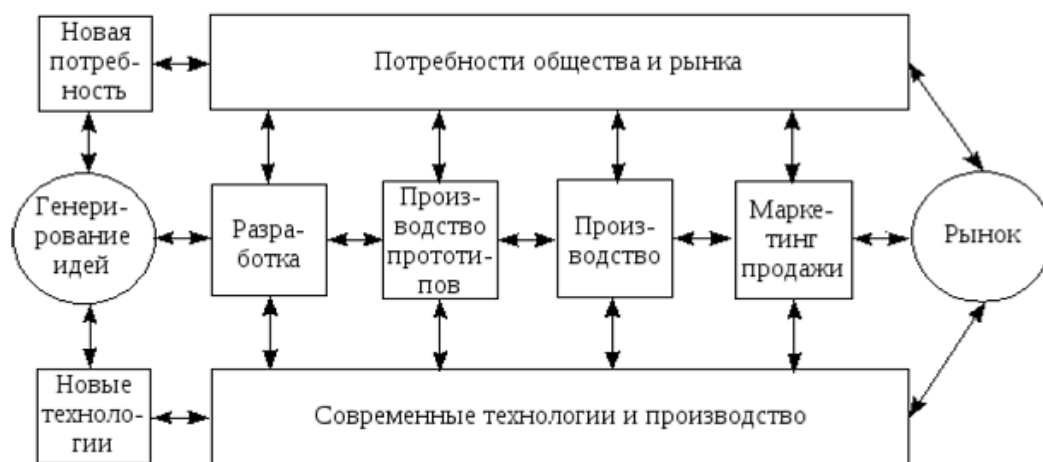 Новая
потреб-
ность
Потребности общества и рынка
Генери-
рование
идей
Разра-
ботка
Произ-
водство
прототи-
пов
Произ-
водство
Марке-
тинг
продажи
Рынок
Новые
техноло-
гии
Современные технологии и производство